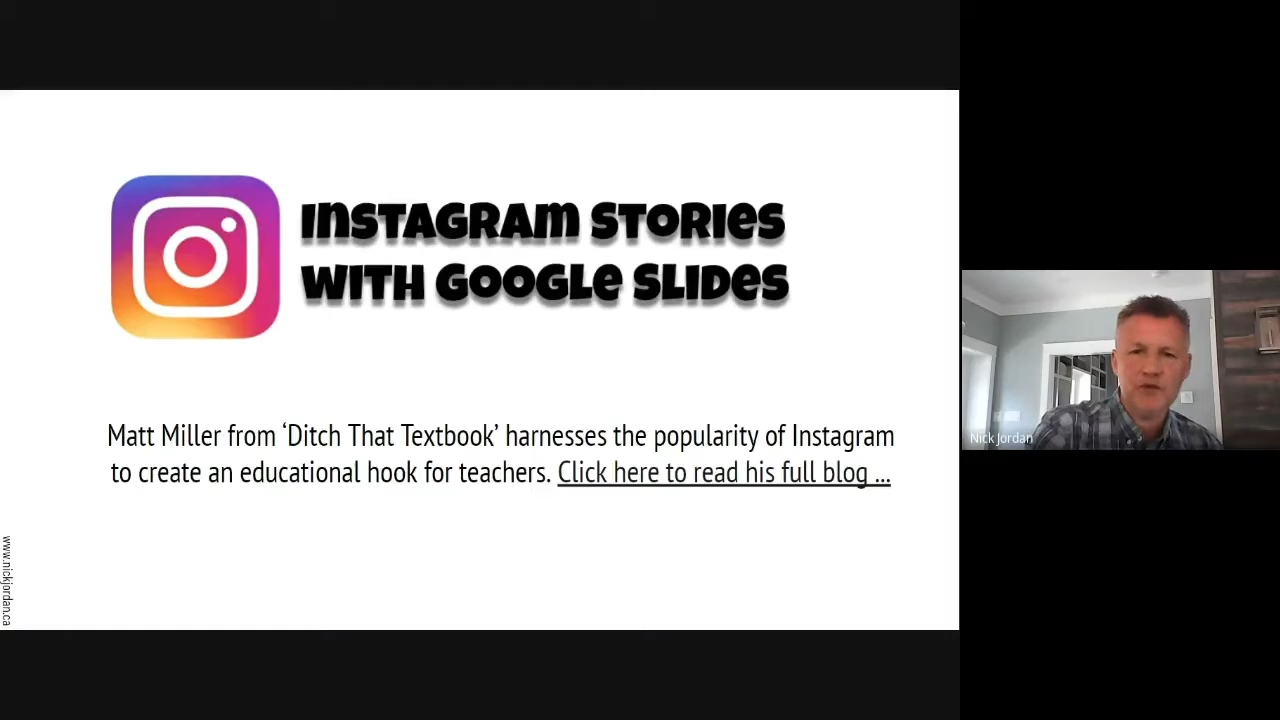 Instagram Stories
with Google Slides
Matt Miller from ‘Ditch That Textbook’ harnesses the popularity of Instagram
to create an educational hook for teachers. Click here to read his full blog ...
www.nickjordan.ca
Nick Jordan